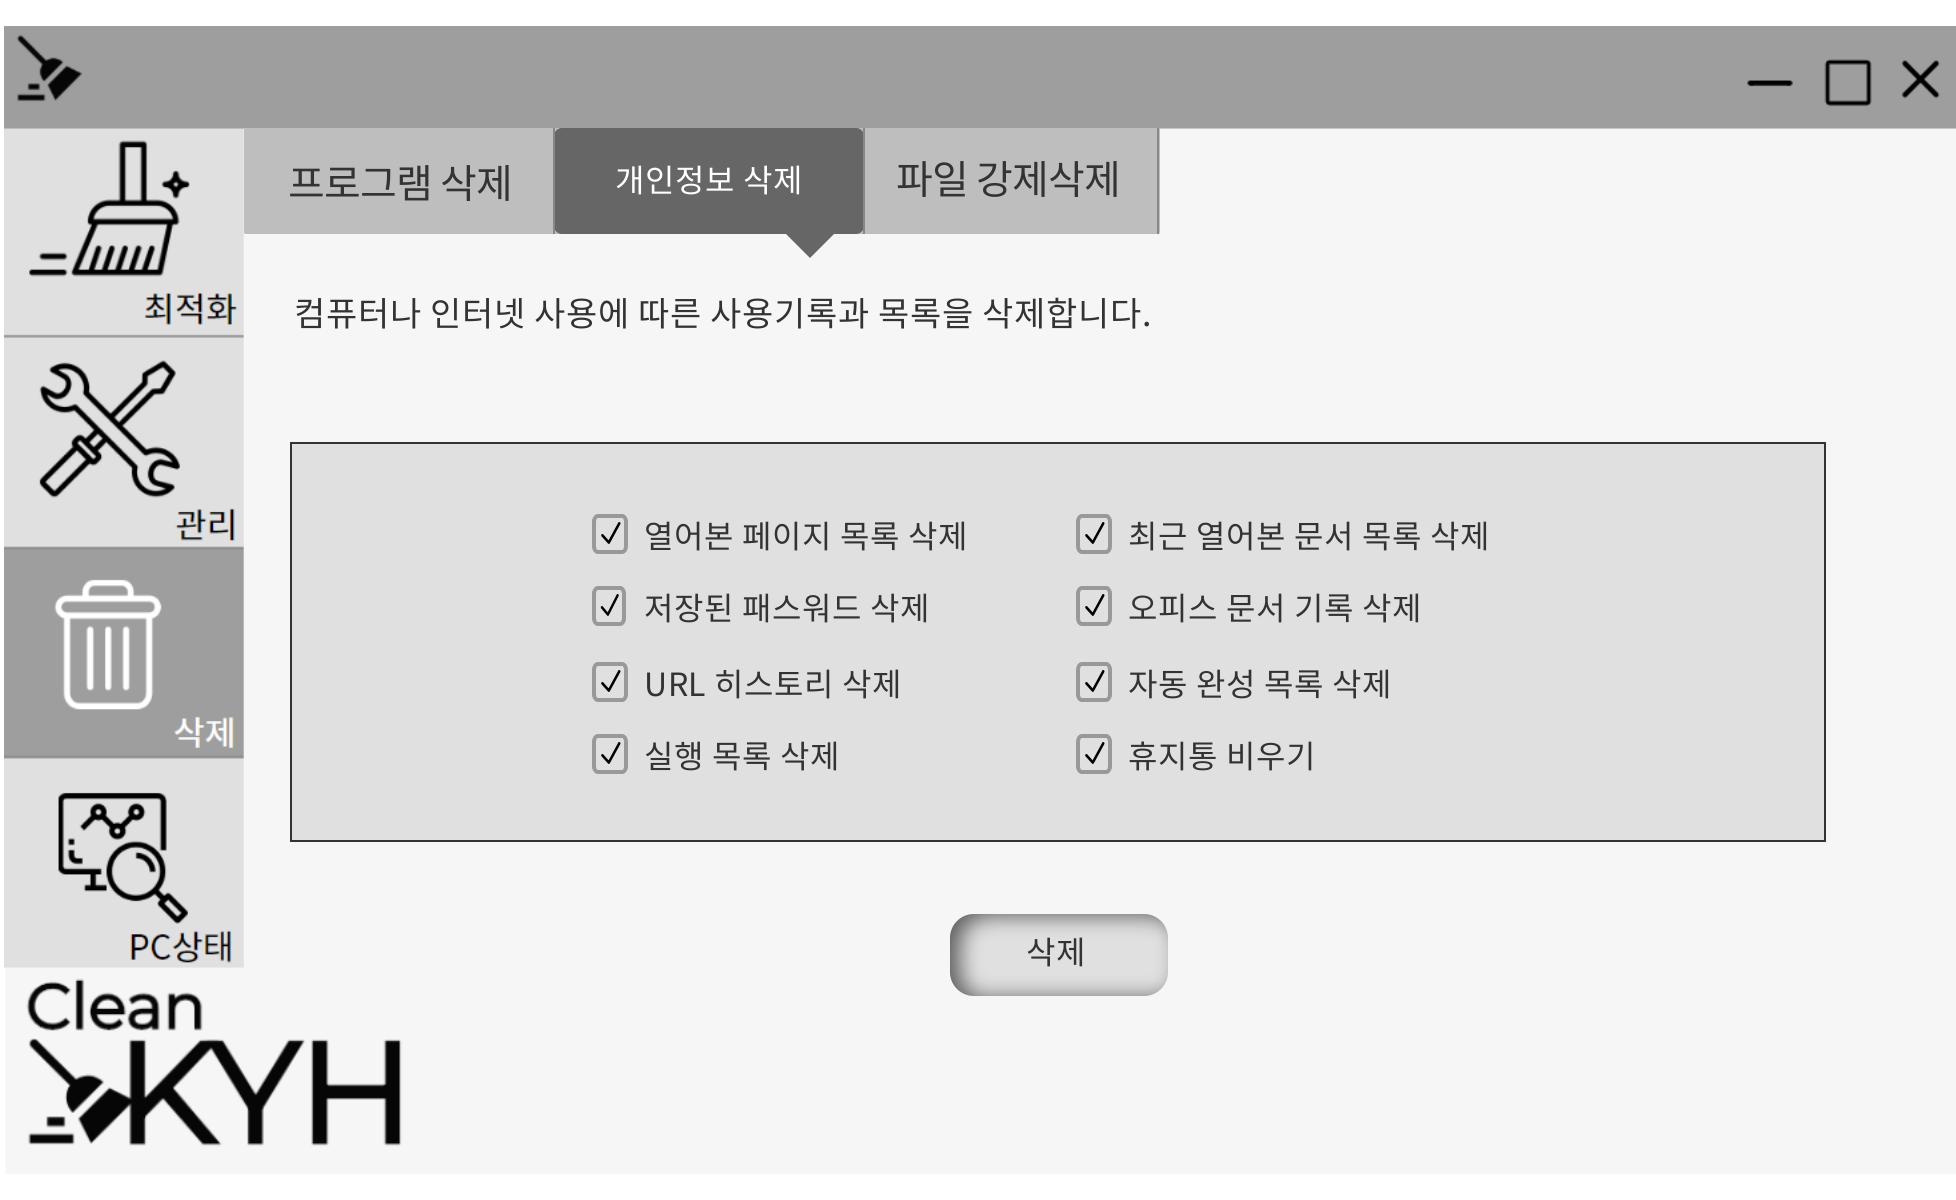 프로그램 삭제
개인정보 삭제
파일 강제삭제
최적화
관리
삭제
PC상태
컴퓨터나 인터넷 사용에 따른 사용기록과 목록을 삭제합니다.
열어본 페이지 목록 삭제
최근 열어본 문서 목록 삭제
저장된 패스워드 삭제
오피스 문서 기록 삭제
URL 히스토리 삭제
자동 완성 목록 삭제
실행 목록 삭제
휴지통 비우기
삭제
Clean
KYH